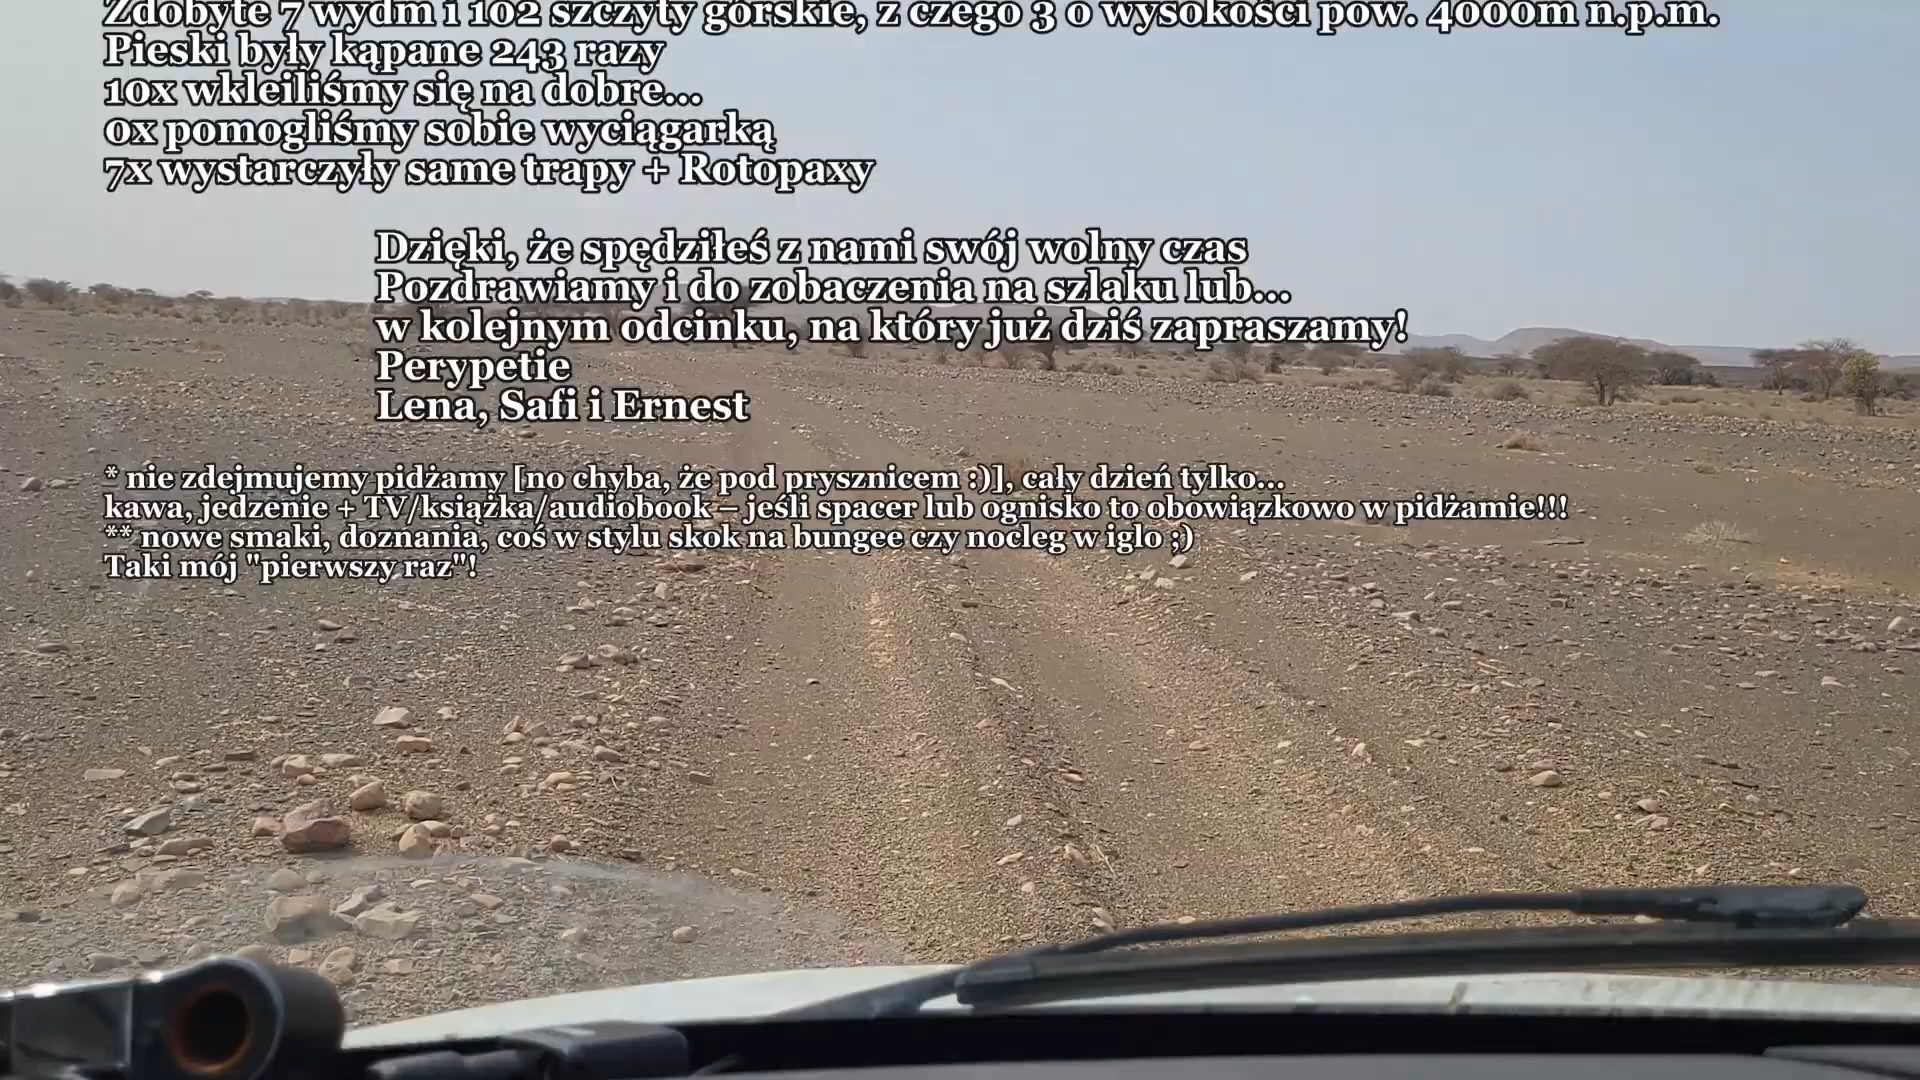 Zdobyte 7 wydm i 102 szczyty górskie, z czego 3 o wysokości pow. 4000m n.p.m.
Pieski były kąpane 243 razy
10x wkleiliśmy się na dobre...
0x pomogliśmy sobie wyciągarką
7x wystarczyły same trapy + Rotopaxy
Dzięki, że spędziłeś z nami swój wolny czas
Pozdrawiamy i do zobaczenia na szlaku lub...
w kolejnym odcinku, na który już dziś zapraszamy!
Perypetie
Lena, Safi i Ernest
* nie zdejmujemy pidżamy [no chyba, że pod prysznicem :)], cały dzień tylko...
kawa, jedzenie + TV/książka/audiobook – jeśli spacer lub ognisko to obowiązkowo w pidżamie!!!
** nowe smaki, doznania, coś w stylu skok na bungee czy nocleg w iglo ;)
Taki mój "pierwszy raz"!